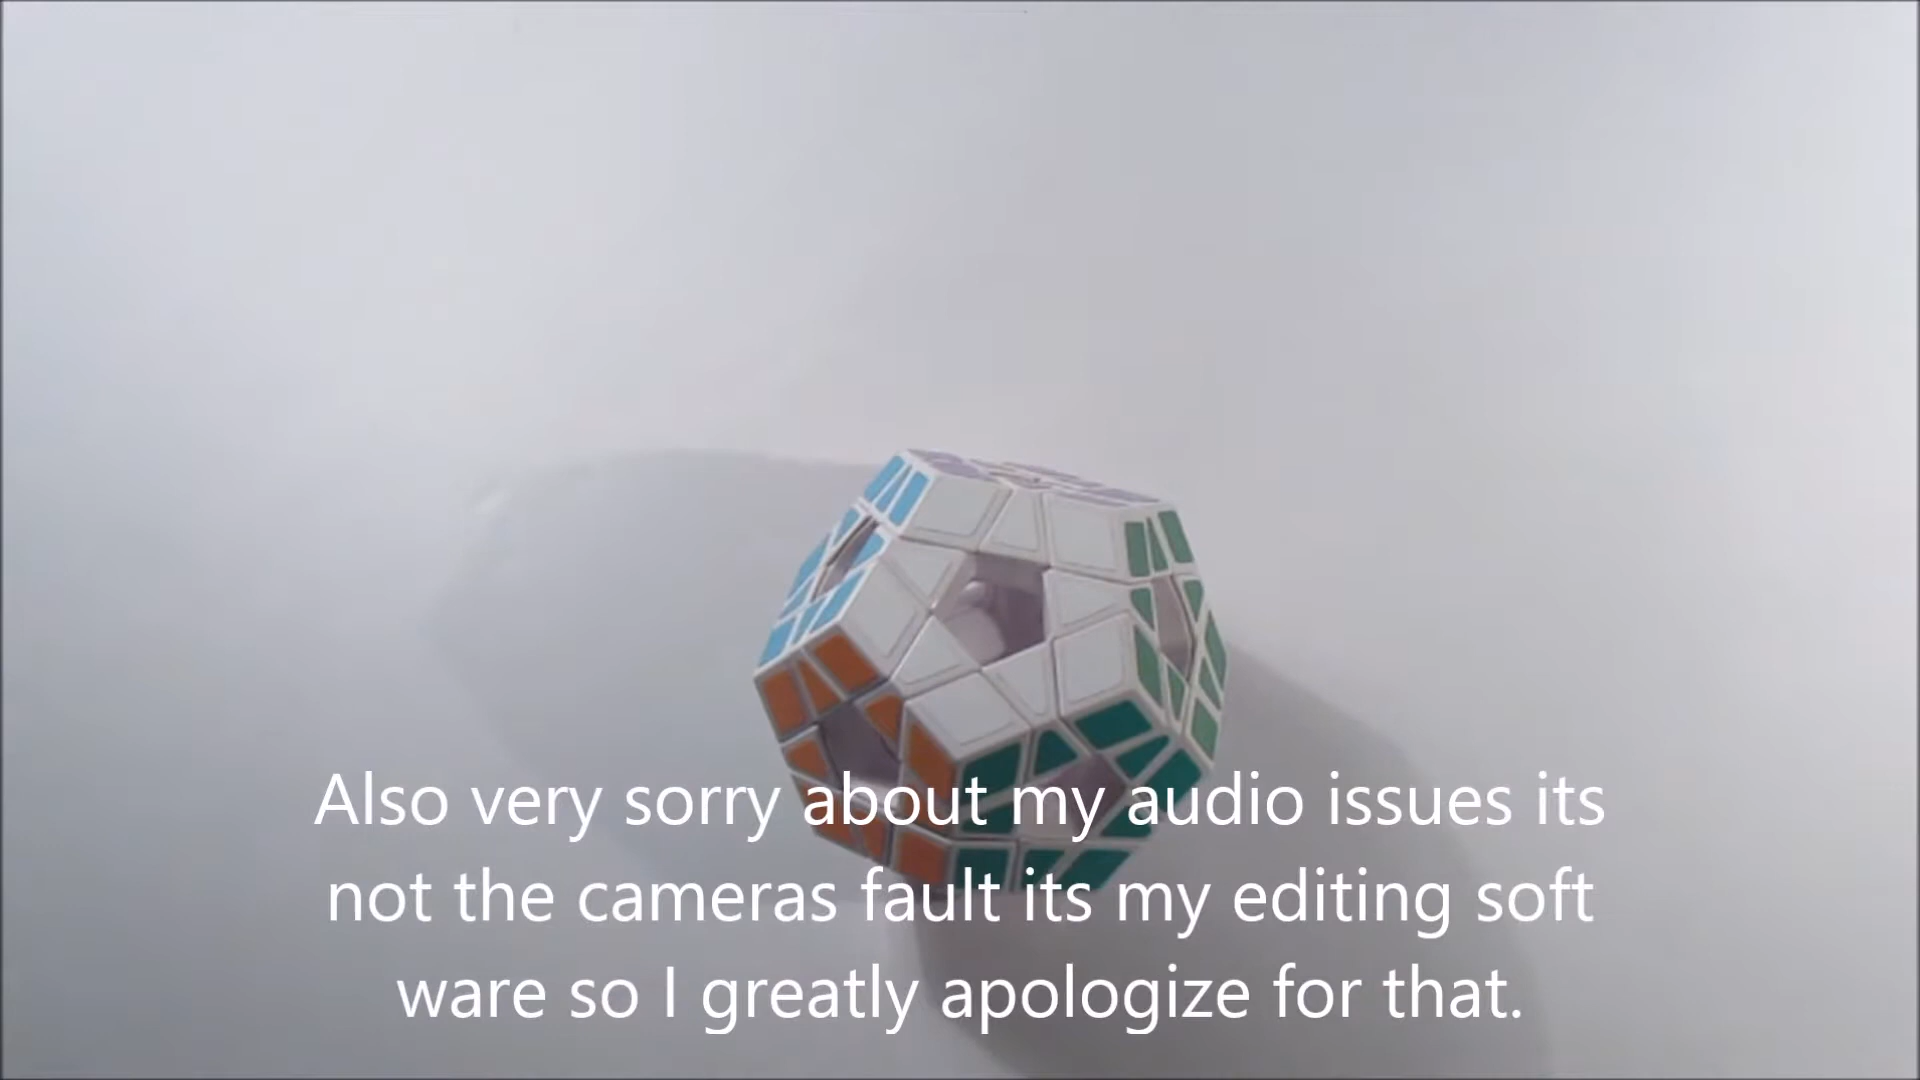 Also very sorry about my audio issues its
not the cameras fault its my editing soft
ware so I greatly apologize for that.